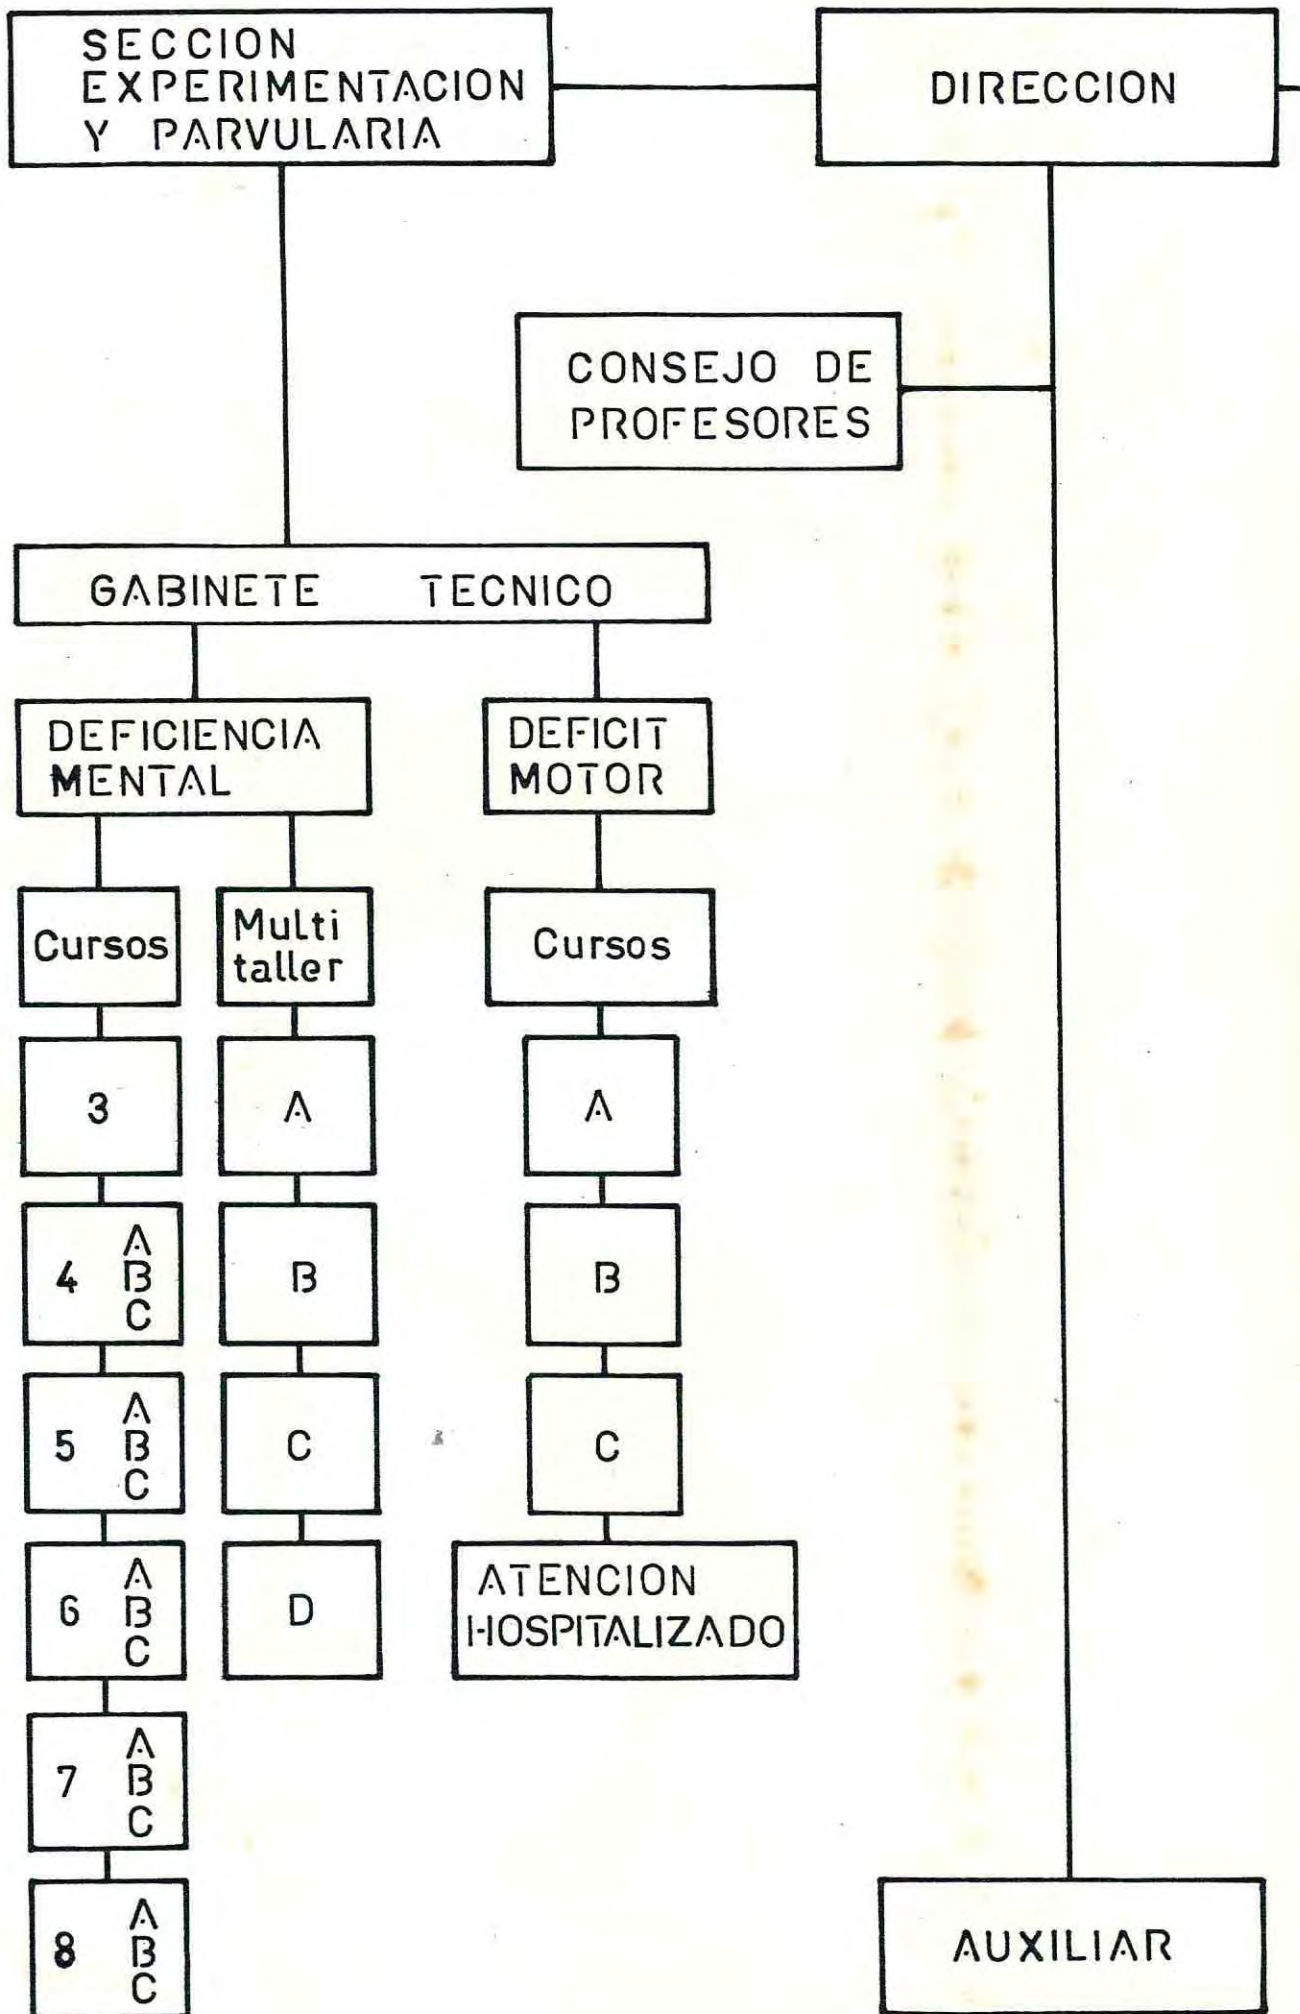 SECCION
EXPERIMENTACION
Y PARVULARIA
DIRECCION
CONSEJO DE
PROFESORES
GABINETE TECNICO
DEFICIENCIA
MENTAL
DEFICIT
MOTOR
Cursos
Multi
taller
Cursos
3
A
A
4 A
B
C
B
B
5 A
B
C
C
C
6 A
B
C
D
ATENCION
HOSPITALIZADO
7 A
B
C
8 A
B
C
AUXILIAR